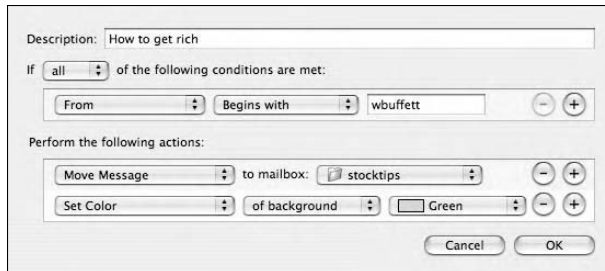 Description: How to get rich
If all of the following conditions are met:
From Begins with wbuffett
Perform the following actions:
Move Message to mailbox: stocktips
Set Color of background Green
Cancel OK